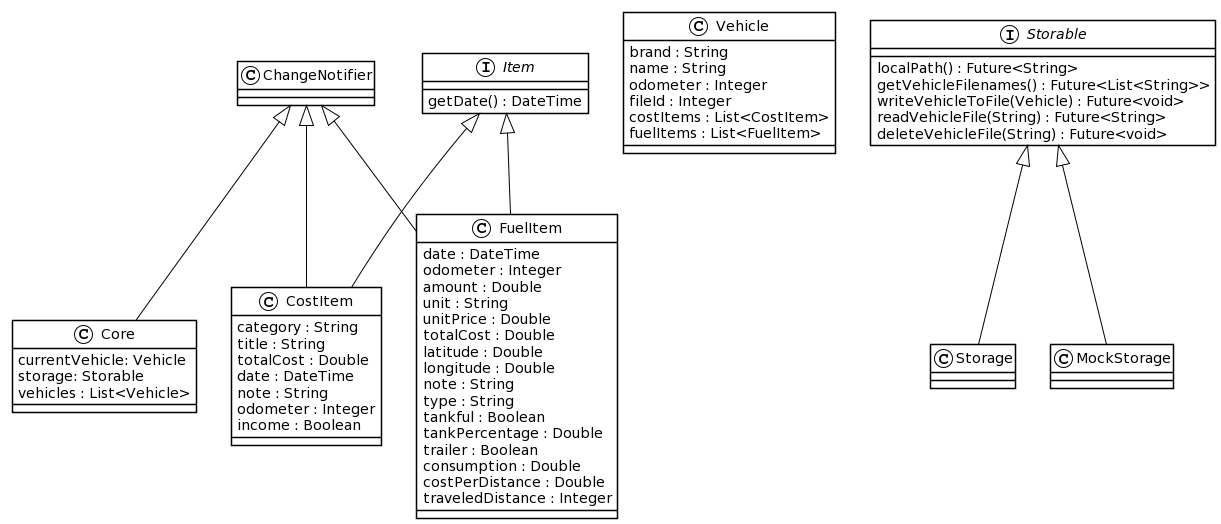 C ChangeNotifier
I Item
getDate() : DateTime
C Vehicle
brand : String
name : String
odometer : Integer
fileId : Integer
costItems : List<CostItem>
fuelItems : List<FuelItem>
I Storable
localPath() : Future<String>
getVehicleFilenames() : Future<List<String>>
writeVehicleToFile(Vehicle) : Future<void>
readVehicleFile(String) : Future<String>
deleteVehicleFile(String) : Future<void>
C Core
currentVehicle: Vehicle
storage: Storable
vehicles : List<Vehicle>
C CostItem
category : String
title : String
totalCost : Double
date : DateTime
note : String
odometer : Integer
income : Boolean
C FuelItem
date : DateTime
odometer : Integer
amount : Double
unit : String
unitPrice : Double
totalCost : Double
latitude : Double
longitude : Double
note : String
type : String
tankful : Boolean
tankPercentage : Double
trailer : Boolean
consumption : Double
costPerDistance : Double
traveledDistance : Integer
C Storage
C MockStorage